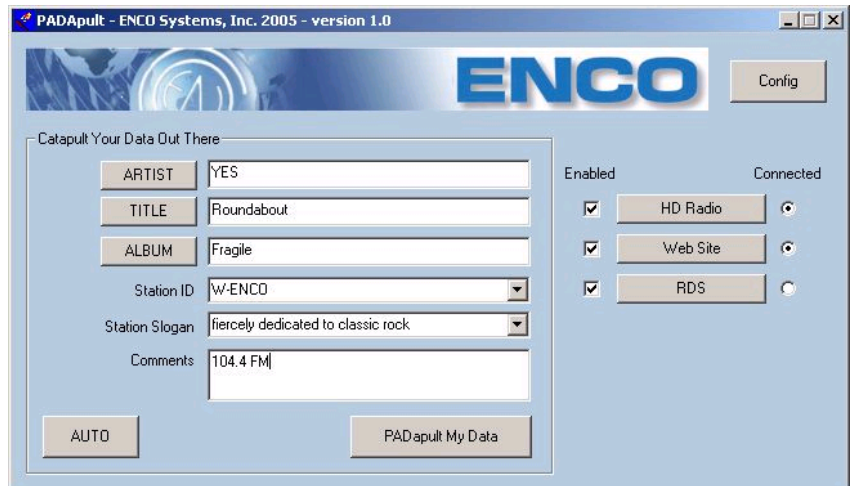 PADApult - ENCO Systems, Inc. 2005 - version 1.0
ENCO
Config
Catapult Your Data Out There
ARTIST YES
TITLE Roundabout
ALBUM Fragile
Station ID W-ENCO
Station Slogan fiercely dedicated to classic rock
Comments 104.4 FM
AUTO PADapult My Data
Enabled Connected
HD Radio
Web Site
RDS